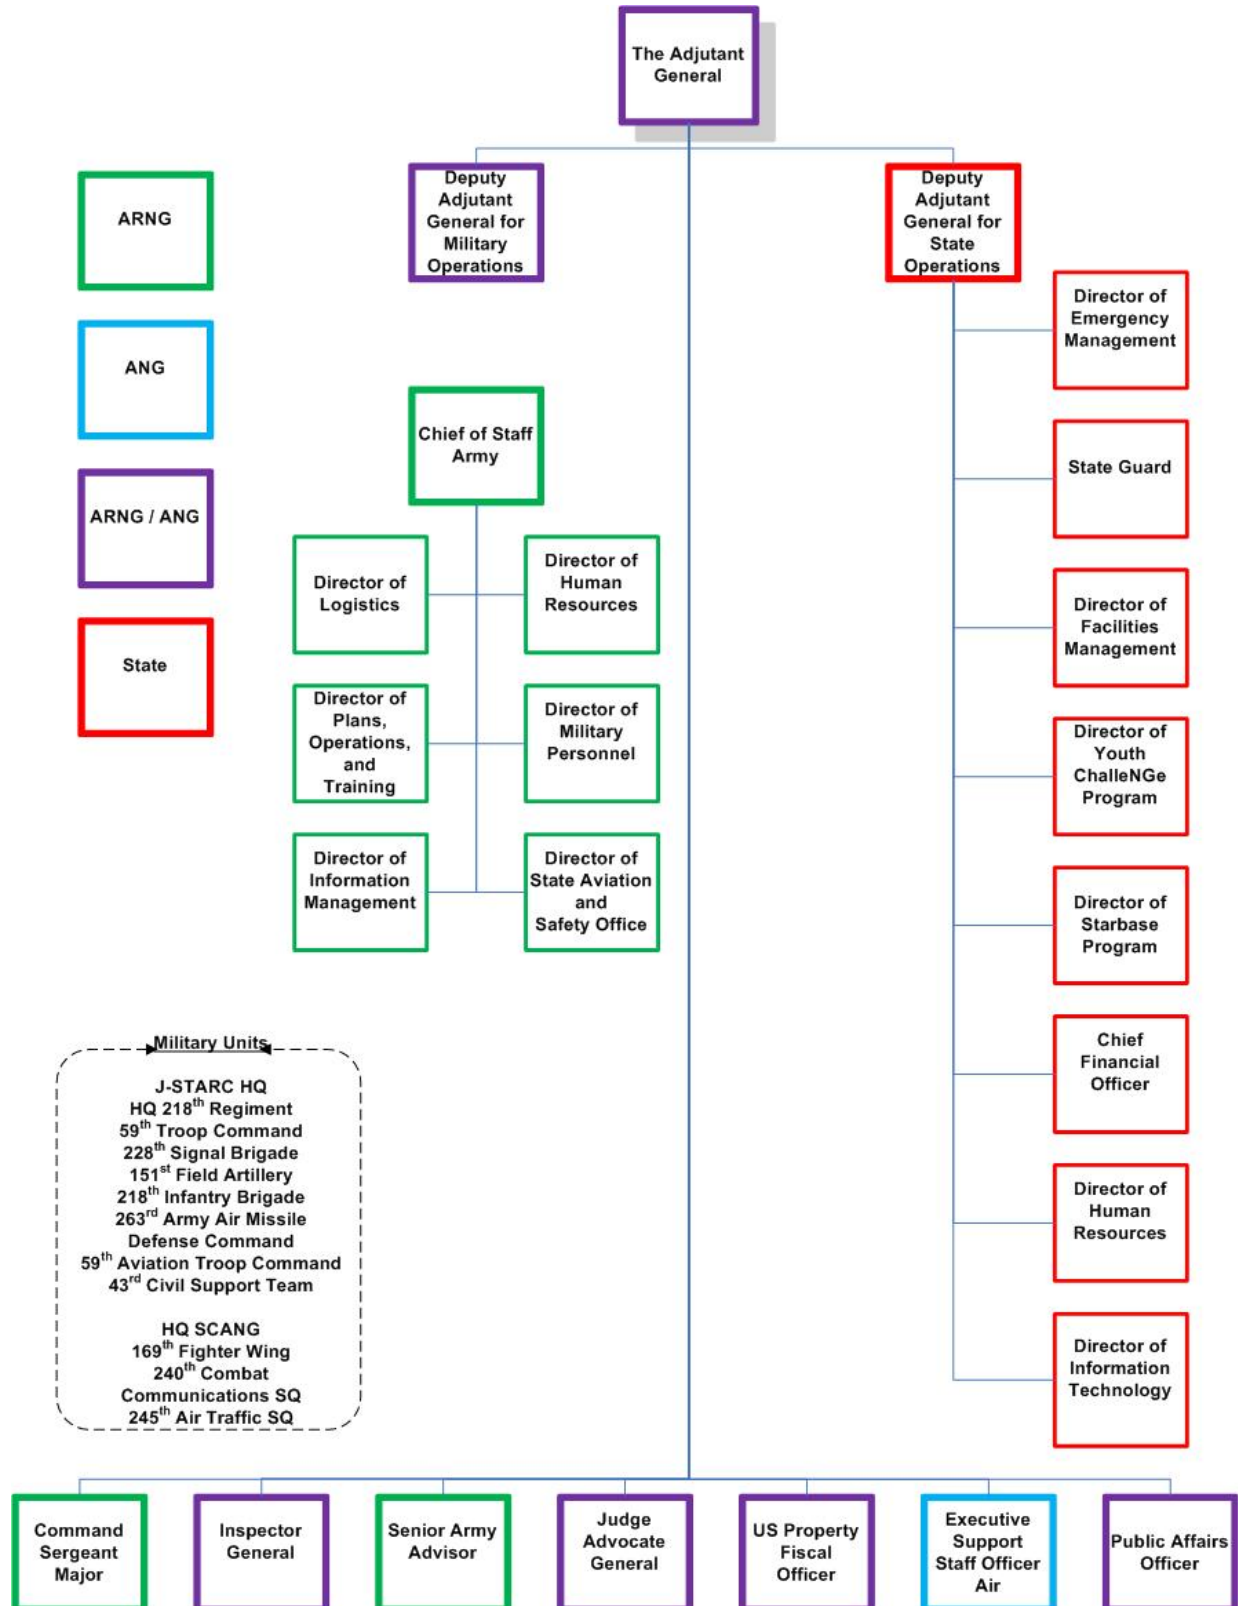 The Adjutant
General
Deputy
Adjutant
General for
Military
Operations
Deputy
Adjutant
General for
State
Operations
ARNG
ANG
ARNG / ANG
State
Chief of Staff
Army
Director of
Logistics
Director of
Human
Resources
Director of
Plans,
Operations,
and
Training
Director of
Military
Personnel
Director of
Information
Management
Director of
State Aviation
and
Safety Office
Director of
Emergency
Management
State Guard
Director of
Facilities
Management
Director of
Youth
ChalleNGe
Program
Director of
Starbase
Program
Chief
Financial
Officer
Director of
Human
Resources
Director of
Information
Technology
Military Units
J-STARC HQ
HQ 218th Regiment
59th Troop Command
228th Signal Brigade
151st Field Artillery
218th Infantry Brigade
263rd Army Air Missile
Defense Command
59th Aviation Troop Command
43rd Civil Support Team
HQ SCANG
169th Fighter Wing
240th Combat
Communications SQ
245th Air Traffic SQ
Command
Sergeant
Major
Inspector
General
Senior Army
Advisor
Judge
Advocate
General
US Property
Fiscal
Officer
Executive
Support
Staff Officer
Air
Public Affairs
Officer